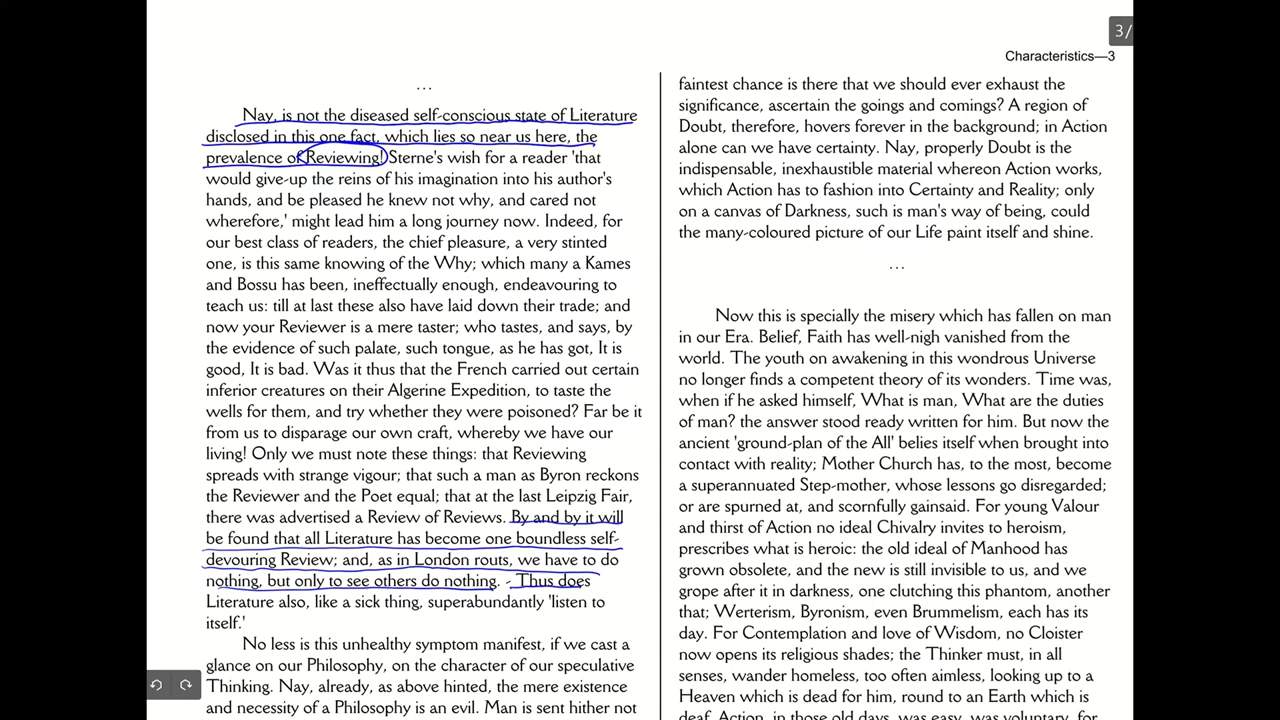 3/
Characteristics—3
...
Nay, is not the diseased self-conscious state of Literature
disclosed in this one fact, which lies so near us here, the
prevalence of Reviewing! Sterne's wish for a reader 'that
would give-up the reins of his imagination into his author's
hands, and be pleased he knew not why, and cared not
wherefore,' might lead him a long journey now. Indeed, for
our best class of readers, the chief pleasure, a very stinted
one, is this same knowing of the Why; which many a Kames
and Bossu has been, ineffectually enough, endeavouring to
teach us: till at last these also have laid down their trade; and
now your Reviewer is a mere taster; who tastes, and says, by
the evidence of such palate, such tongue, as he has got, It is
good, It is bad. Was it thus that the French carried out certain
inferior creatures on their Algerine Expedition, to taste the
wells for them, and try whether they were poisoned? Far be it
from us to disparage our own craft, whereby we have our
living! Only we must note these things: that Reviewing
spreads with strange vigour; that such a man as Byron reckons
the Reviewer and the Poet equal; that at the last Leipzig Fair,
there was advertised a Review of Reviews. By and by it will
be found that all Literature has become one boundless self-
devouring Review; and, as in London routs, we have to do
nothing, but only to see others do nothing. - Thus does
Literature also, like a sick thing, superabundantly 'listen to
itself.'
No less is this unhealthy symptom manifest, if we cast a
glance on our Philosophy, on the character of our speculative
Thinking. Nay, already, as above hinted, the mere existence
and necessity of a Philosophy is an evil. Man is sent hither not
faintest chance is there that we should ever exhaust the
significance, ascertain the goings and comings? A region of
Doubt, therefore, hovers forever in the background; in Action
alone can we have certainty. Nay, properly Doubt is the
indispensable, inexhaustible material whereon Action works,
which Action has to fashion into Certainty and Reality; only
on a canvas of Darkness, such is man's way of being, could
the many-coloured picture of our Life paint itself and shine.
...
Now this is specially the misery which has fallen on man
in our Era. Belief, Faith has well-nigh vanished from the
world. The youth on awakening in this wondrous Universe
no longer finds a competent theory of its wonders. Time was,
when if he asked himself, What is man, What are the duties
of man? the answer stood ready written for him. But now the
ancient 'ground-plan of the All' belies itself when brought into
contact with reality; Mother Church has, to the most, become
a superannuated Step-mother, whose lessons go disregarded;
or are spurned at, and scornfully gainsaid. For young Valour
and thirst of Action no ideal Chivalry invites to heroism,
prescribes what is heroic: the old ideal of Manhood has
grown obsolete, and the new is still invisible to us, and we
grope after it in darkness, one clutching this phantom, another
that; Werterism, Byronism, even Brummelism, each has its
day. For Contemplation and love of Wisdom, no Cloister
now opens its religious shades; the Thinker must, in all
senses, wander homeless, too often aimless, looking up to a
Heaven which is dead for him, round to an Earth which is
deaf. Action, in those old days, was easy, was voluntary, for